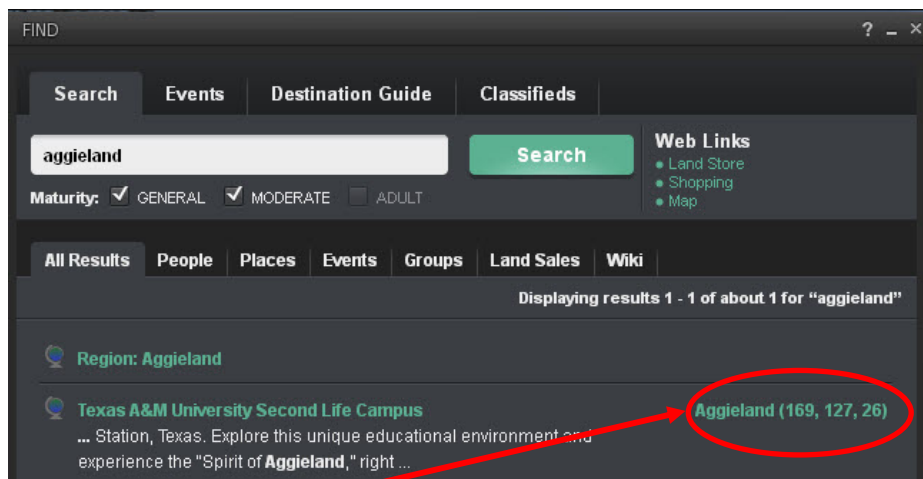 FIND ? – ×
Search Events Destination Guide Classifieds
aggieland Search Web Links
• Land Store
• Shopping
Maturity: GENERAL MODERATE ADULT • Map
All Results People Places Events Groups Land Sales Wiki
Displaying results 1 - 1 of about 1 for “aggieland”
Region: Aggieland
Texas A&M University Second Life Campus Aggieland (169, 127, 26)
... Station, Texas. Explore this unique educational environment and
experience the "Spirit of Aggieland," right ...